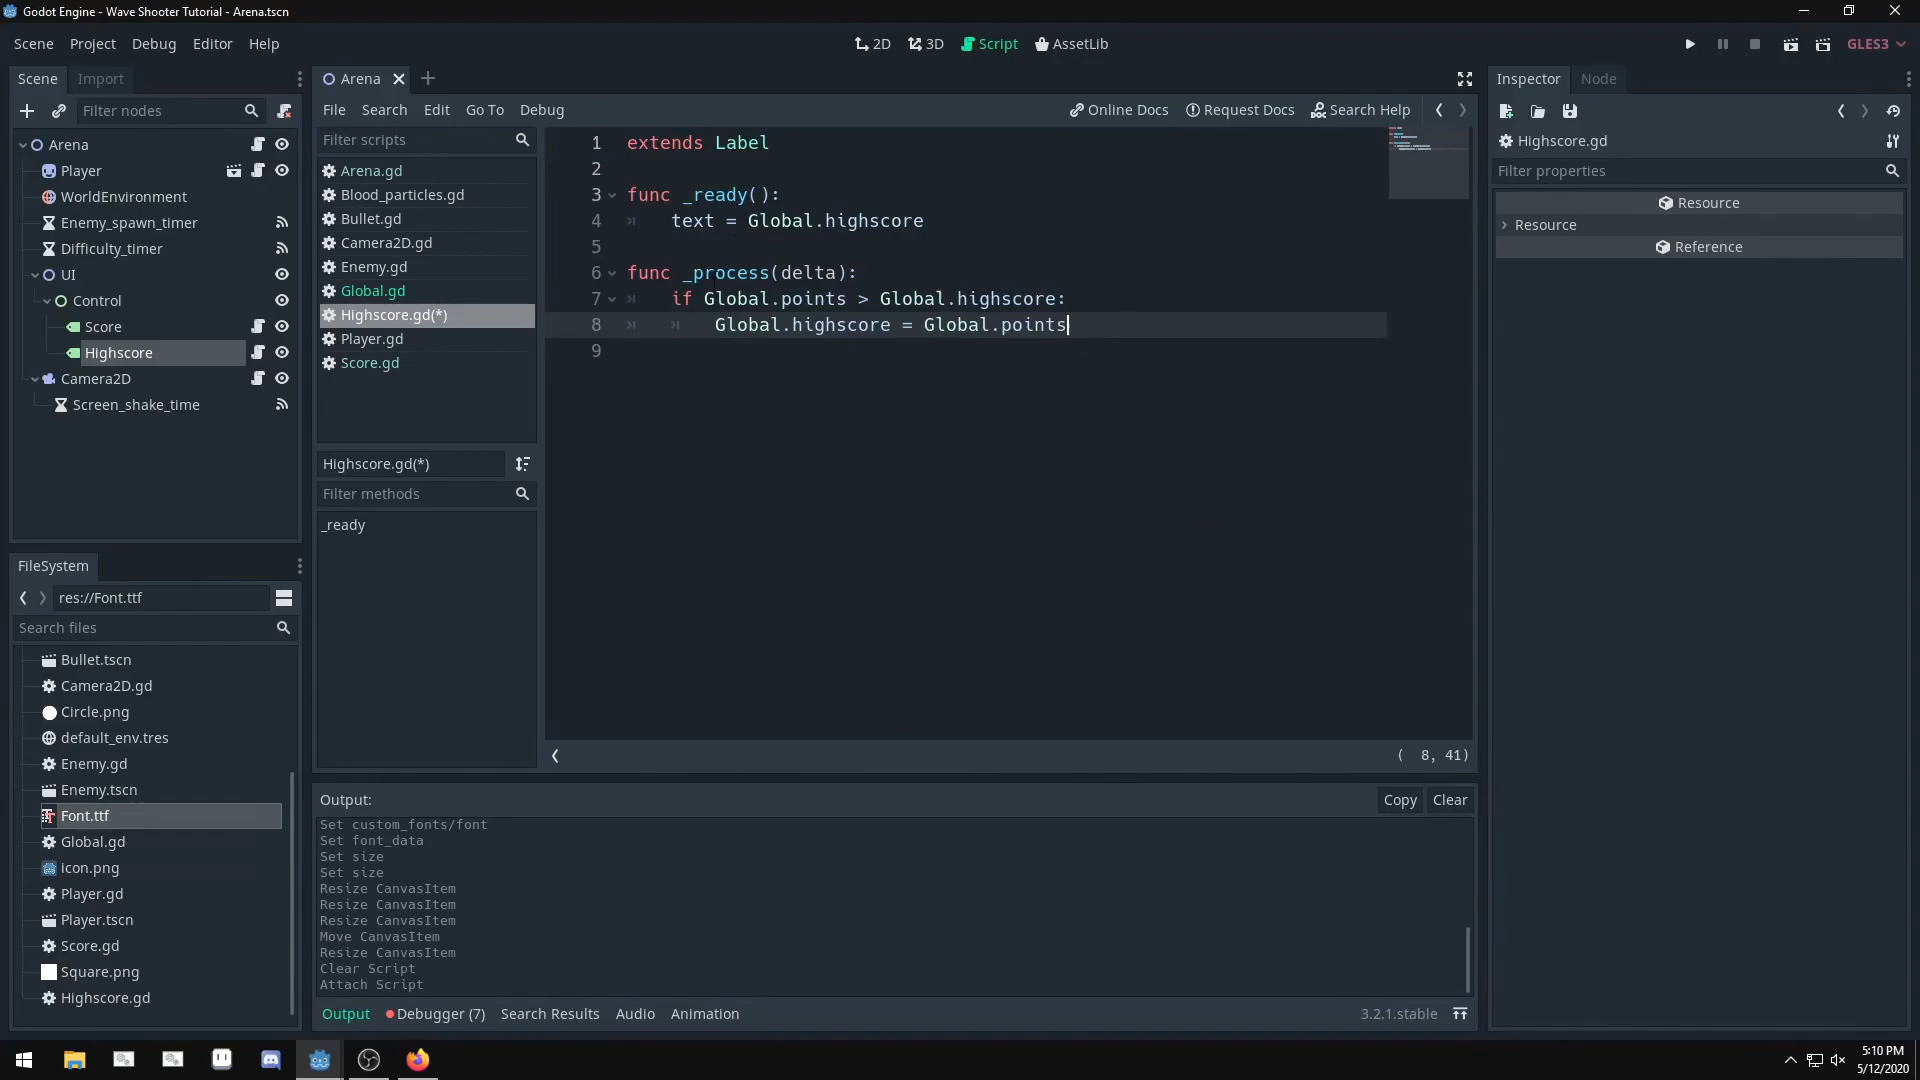 Godot Engine - Wave Shooter Tutorial - Arena.tscn
Scene Project Debug Editor Help
2D 3D Script AssetLib
GLES3
Scene Import
Filter nodes
Arena
Player
WorldEnvironment
Enemy_spawn_timer
Difficulty_timer
UI
Control
Score
Highscore
Camera2D
Screen_shake_time
FileSystem
res://Font.ttf
Search files
Bullet.tscn
Camera2D.gd
Circle.png
default_env.tres
Enemy.gd
Enemy.tscn
Font.ttf
Global.gd
icon.png
Player.gd
Player.tscn
Score.gd
Square.png
Highscore.gd
Arena
File Search Edit Go To Debug
Online Docs Request Docs Search Help
Filter scripts
Arena.gd
Blood_particles.gd
Bullet.gd
Camera2D.gd
Enemy.gd
Global.gd
Highscore.gd(*)
Player.gd
Score.gd
Highscore.gd(*)
Filter methods
_ready
1 extends Label
2
3 func _ready():
4 text = Global.highscore
5
6 func _process(delta):
7 if Global.points > Global.highscore:
8 Global.highscore = Global.points
9
( 8, 41)
Output:
Copy Clear
Set custom_fonts/font
Set font_data
Set size
Set size
Resize CanvasItem
Resize CanvasItem
Resize CanvasItem
Move CanvasItem
Resize CanvasItem
Clear Script
Attach Script
Output Debugger (7) Search Results Audio Animation
3.2.1.stable
Inspector Node
Highscore.gd
Filter properties
Resource
Resource
Reference
5:10 PM
5/12/2020